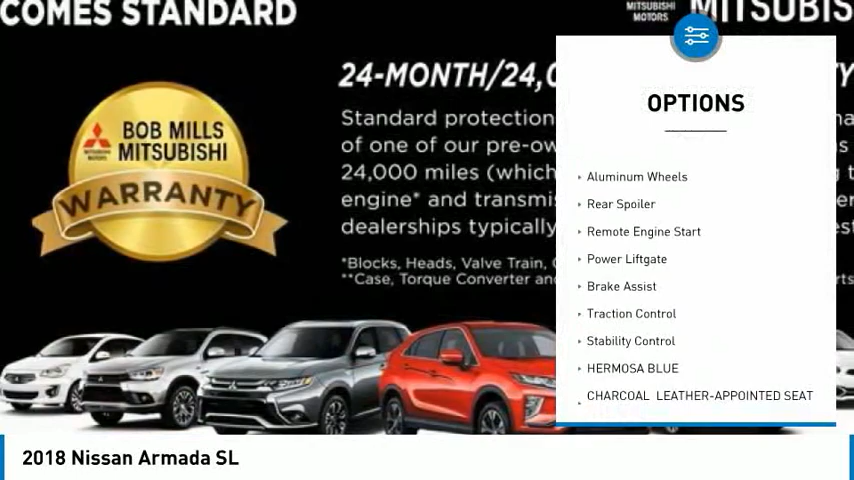 COMES STANDARD
MITSUBISHI
MOTORS
BOB MILLS
MITSUBISHI
WARRANTY
24-MONTH/24,
Standard protection
of one of our pre-ow
24,000 miles (which
engine* and transmis
dealerships typically
*Blocks, Heads, Valve Train,
**Case, Torque Converter an
OPTIONS
Aluminum Wheels
Rear Spoiler
Remote Engine Start
Power Liftgate
Brake Assist
Traction Control
Stability Control
HERMOSA BLUE
CHARCOAL LEATHER-APPOINTED SEAT
2018 Nissan Armada SL